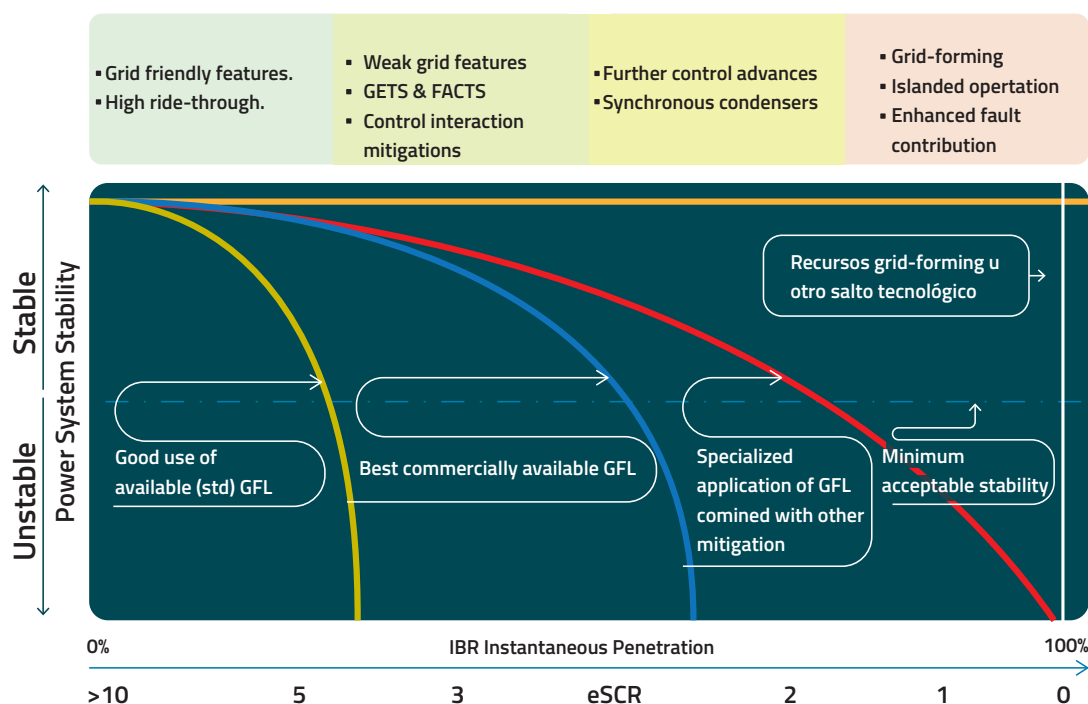 ▪ Grid friendly features.
▪ High ride-through.
▪ Weak grid features
▪ GETS & FACTS
▪ Control interaction
mitigations
▪ Further control advances
▪ Synchronous condensers
▪ Grid-forming
▪ Islanded opertation
▪ Enhanced fault
contribution
Stable
Unstable
Power System Stability
Recursos grid-forming u
otro salto tecnológico
Good use of
available (std) GFL
Best commercially available GFL
Specialized
application of GFL
comined with other
mitigation
Minimum
acceptable stability
0%
IBR Instantaneous Penetration
100%
>10 5 3 eSCR 2 1 0